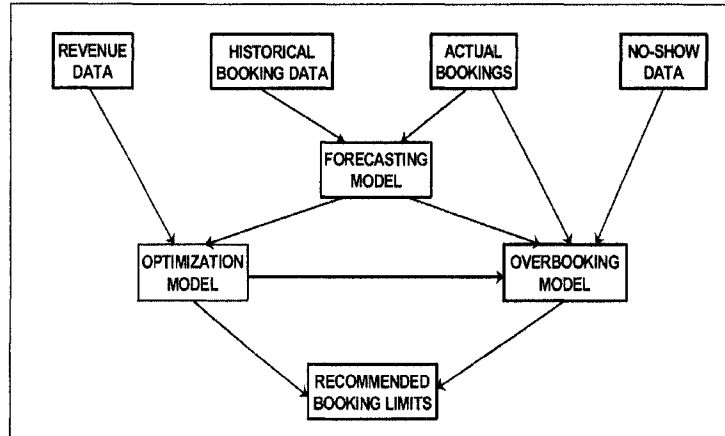 REVENUE
DATA
HISTORICAL
BOOKING DATA
ACTUAL
BOOKINGS
NO-SHOW
DATA
FORECASTING
MODEL
OPTIMIZATION
MODEL
OVERBOOKING
MODEL
RECOMMENDED
BOOKING LIMITS